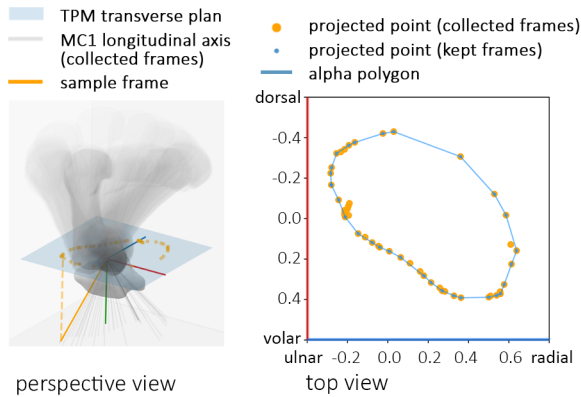 TPM transverse plan
MC1 longitudinal axis
(collected frames)
sample frame
projected point (collected frames)
projected point (kept frames)
alpha polygon
dorsal
-0.4
-0.2
0.0
0.2
0.4
volar
ulnar -0.2 0.0 0.2 0.4 0.6 radial
perspective view
top view